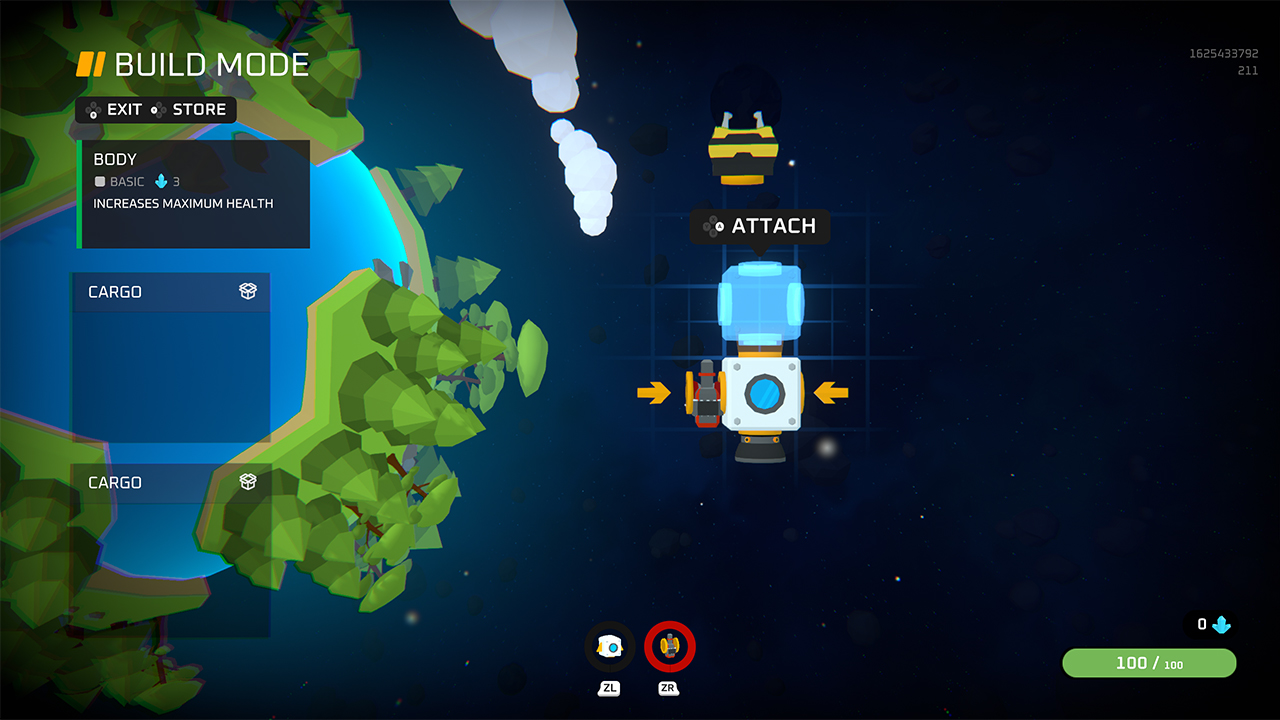 BUILD MODE
EXIT STORE
BODY
BASIC 3
INCREASES MAXIMUM HEALTH
CARGO
CARGO
1625433792
211
A ATTACH
ZL ZR
0
100 / 100